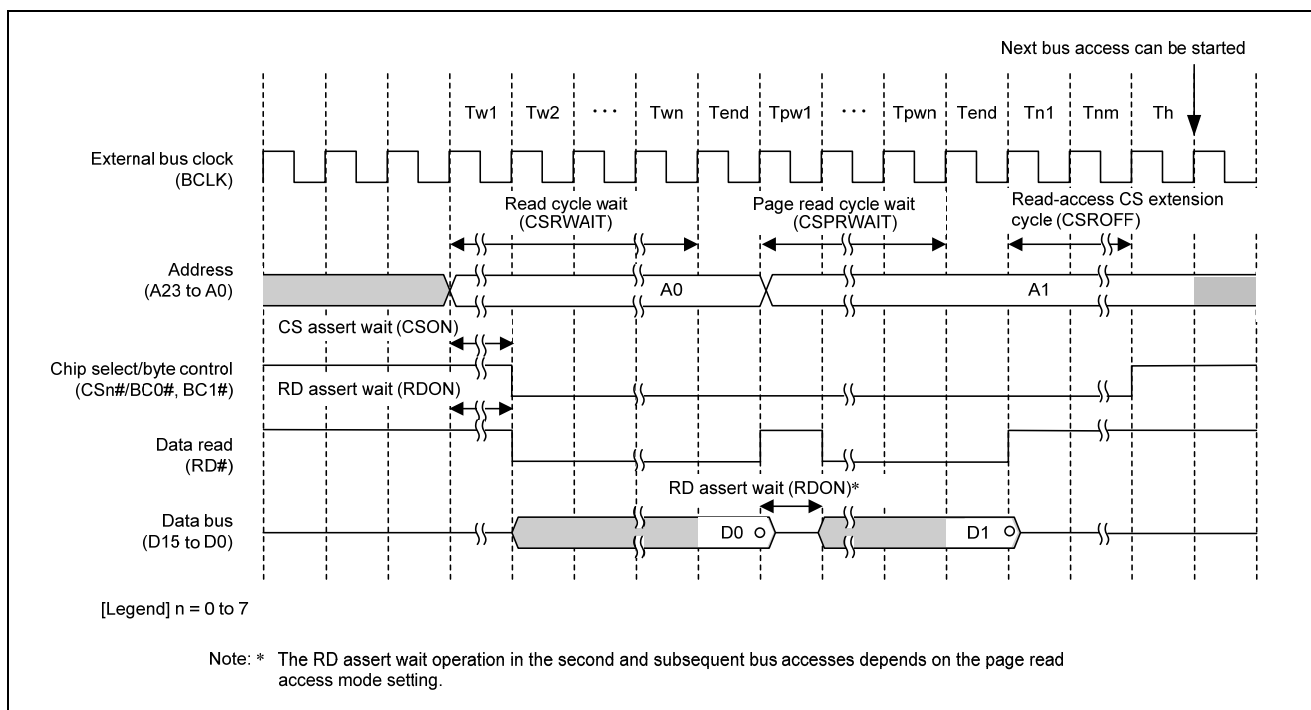 Next bus access can be started
Tw1 Tw2 ··· Twn Tend Tpw1 ··· Tpwn Tend Tn1 Tnm Th
External bus clock
(BCLK)
Read cycle wait
(CSRWAIT)
Page read cycle wait
(CSPRWAIT)
Read-access CS extension
cycle (CSROFF)
Address
(A23 to A0)
A0
A1
CS assert wait (CSON)
Chip select/byte control
(CSn#/BC0#, BC1#)
RD assert wait (RDON)
Data read
(RD#)
RD assert wait (RDON)*
Data bus
(D15 to D0)
D0
D1
[Legend] n = 0 to 7
Note: * The RD assert wait operation in the second and subsequent bus accesses depends on the page read
access mode setting.